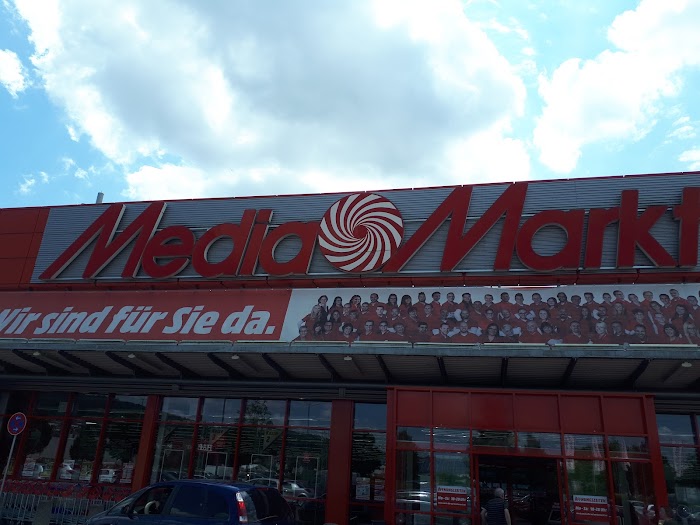 MediaMarkt
Wir sind für Sie da.